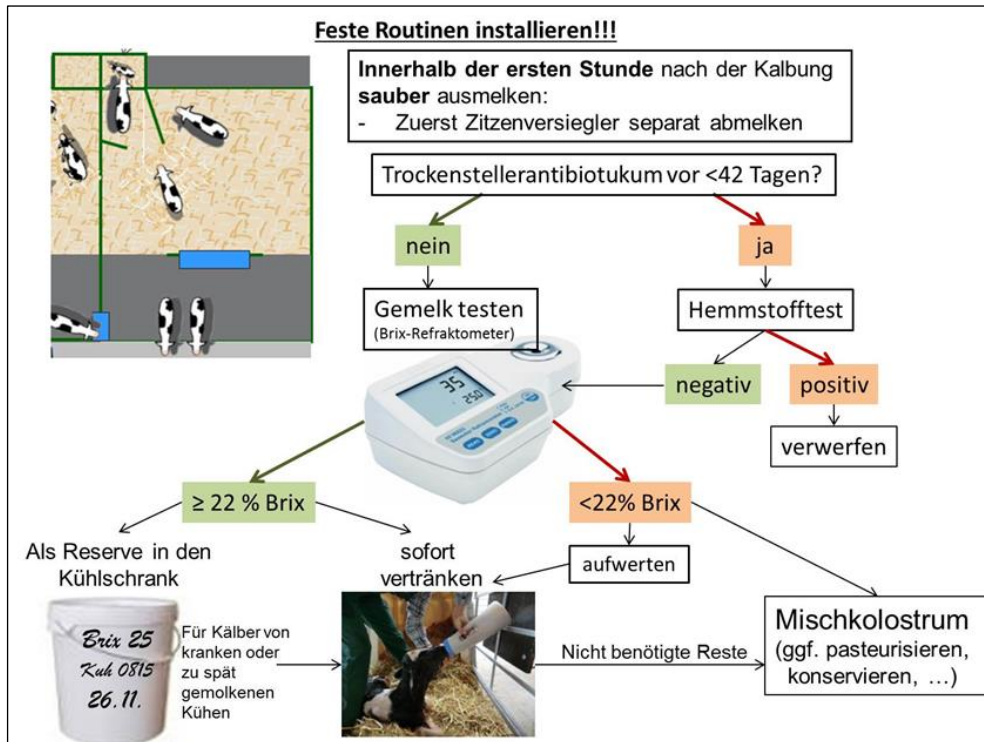 Feste Routinen installieren!!!
Innerhalb der ersten Stunde nach der Kalbung
sauber ausmelken:
- Zuerst Zitzenversiegler separat abmelken
Trockenstellerantibiotukum vor <42 Tagen?
nein
ja
Gemelk testen
(Brix-Refraktometer)
Hemmstofftest
negativ
positiv
verwerfen
35
25.0
≥ 22 % Brix
<22% Brix
Als Reserve in den
Kühlschrank
sofort
vertränken
aufwerten
Brix 25
Kuh 0815
26.11.
Für Kälber von
kranken oder
zu spät
gemolkenen
Kühen
Nicht benötigte Reste
Mischkolostrum
(ggf. pasteurisieren,
konservieren, …)